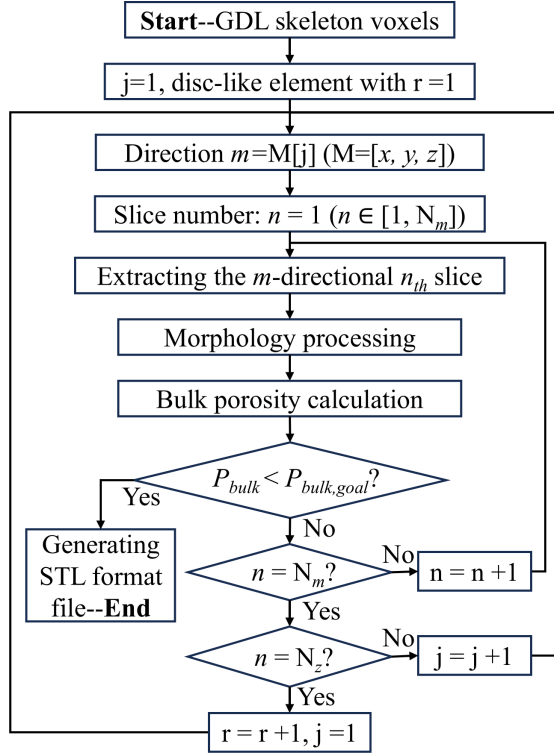 Start--GDL skeleton voxels
j=1, disc-like element with r =1
Direction m=M[j] (M=[x, y, z])
Slice number: n = 1 (n ∈ [1, Nm])
Extracting the m-directional nth slice
Morphology processing
Bulk porosity calculation
Pbulk < Pbulk,goal?
Yes
No
Generating
STL format
file--End
n = Nm?
No
n = n +1
Yes
n = Nz?
No
j = j +1
Yes
r = r +1, j =1